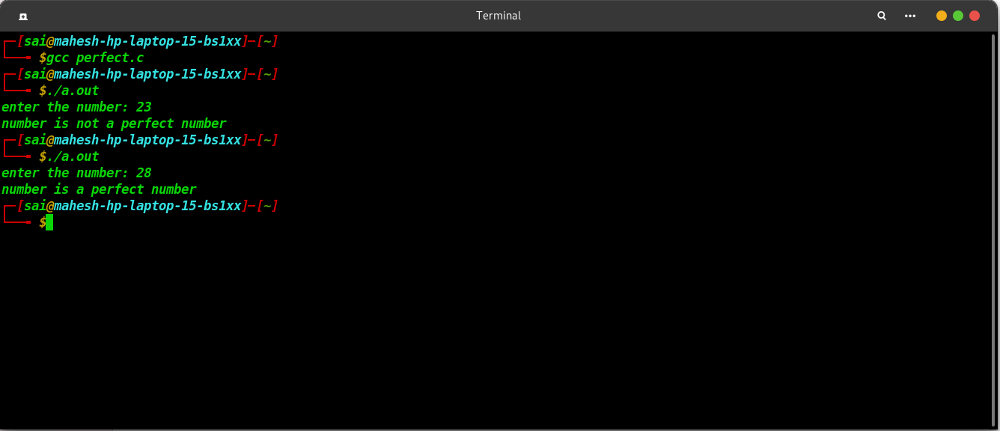 Terminal
┌─[sai@mahesh-hp-laptop-15-bs1xx]─[~]
└──╼ $gcc perfect.c
┌─[sai@mahesh-hp-laptop-15-bs1xx]─[~]
└──╼ $./a.out
enter the number: 23
number is not a perfect number
┌─[sai@mahesh-hp-laptop-15-bs1xx]─[~]
└──╼ $./a.out
enter the number: 28
number is a perfect number
┌─[sai@mahesh-hp-laptop-15-bs1xx]─[~]
└──╼ $